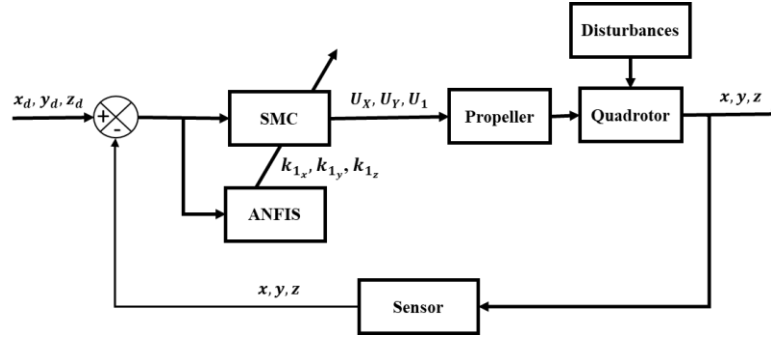 Disturbances
x_d, y_d, z_d
+
-
SMC
U_X, U_Y, U_1
Propeller
Quadrotor
x, y, z
k_{1_x}, k_{1_y}, k_{1_z}
ANFIS
x, y, z
Sensor